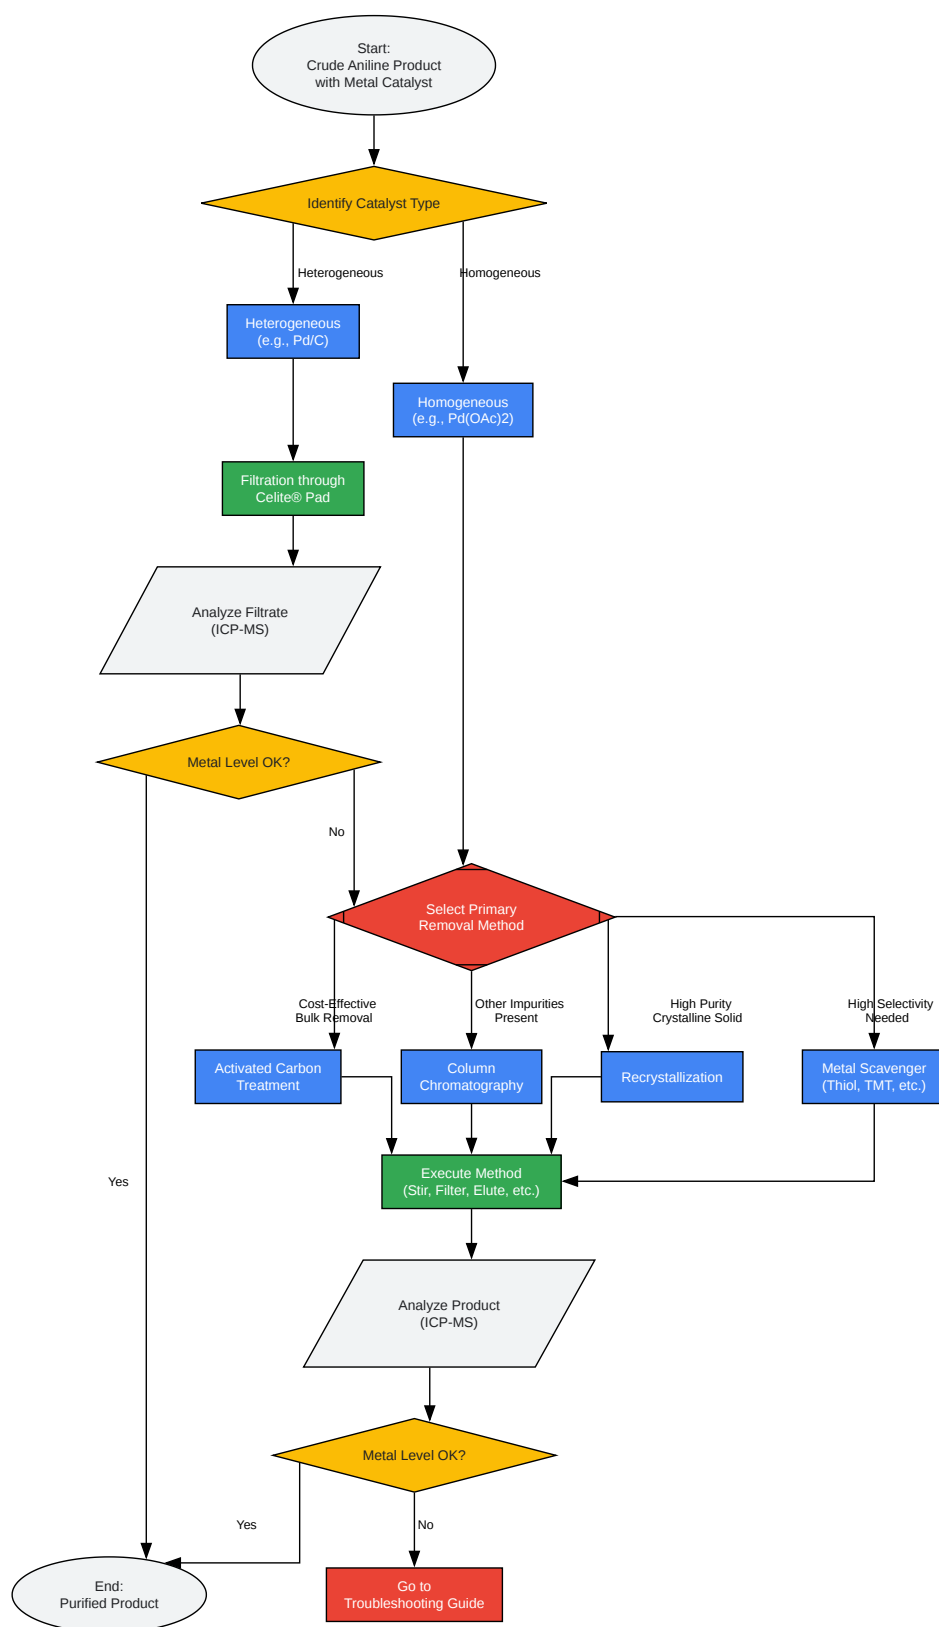 Start:
Crude Aniline Product
with Metal Catalyst
Identify Catalyst Type
Heterogeneous
Homogeneous
Heterogeneous
(e.g., Pd/C)
Homogeneous
(e.g., Pd(OAc)2)
Filtration through
Celite® Pad
Analyze Filtrate
(ICP-MS)
Metal Level OK?
No
Select Primary
Removal Method
Cost-Effective
Bulk Removal
Other Impurities
Present
High Purity
Crystalline Solid
High Selectivity
Needed
Activated Carbon
Treatment
Column
Chromatography
Recrystallization
Metal Scavenger
(Thiol, TMT, etc.)
Execute Method
(Stir, Filter, Elute, etc.)
Yes
Analyze Product
(ICP-MS)
Metal Level OK?
Yes
No
End:
Purified Product
Go to
Troubleshooting Guide